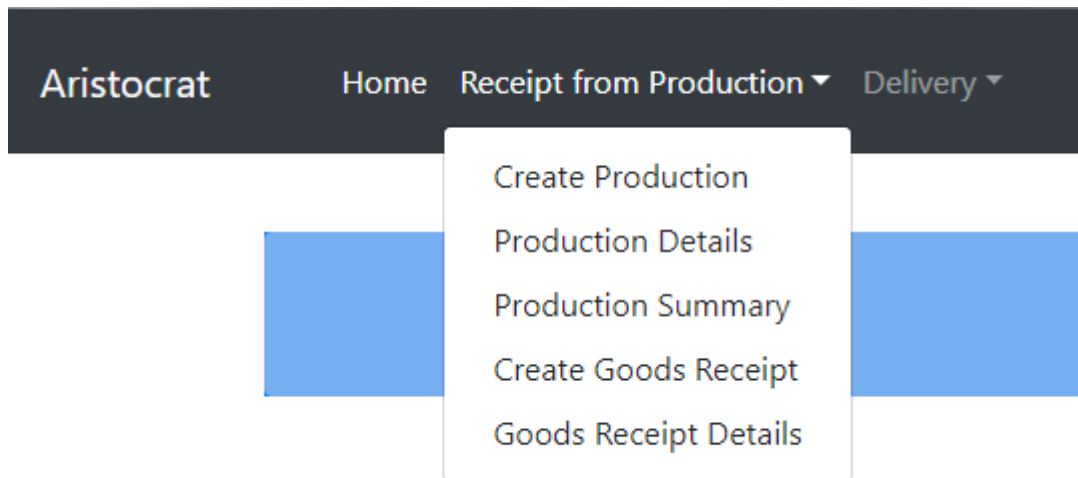 Aristocrat Home Receipt from Production Delivery
Create Production
Production Details
Production Summary
Create Goods Receipt
Goods Receipt Details